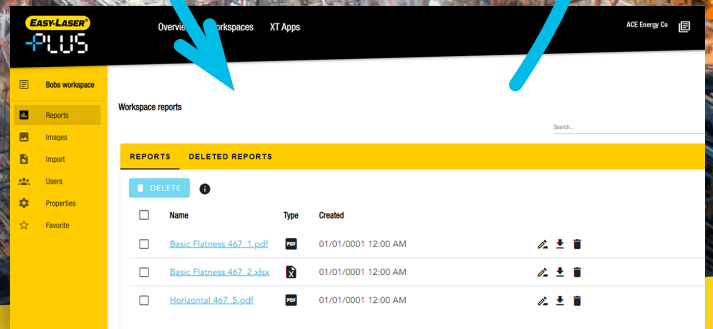 EASY-LASER®
PLUS
Overvie
orkspaces
XT Apps
ACE Energy Co
Bobs workspace
Reports
Images
Import
Users
Properties
Favorite
Workspace reports
Search...
REPORTS
DELETED REPORTS
DELETE
Name
Type
Created
Basic Flatness 467_1.pdf
PDF
01/01/0001 12:00 AM
Basic Flatness 467_2.xlsx
X
01/01/0001 12:00 AM
Horizontal 467_5.pdf
PDF
01/01/0001 12:00 AM